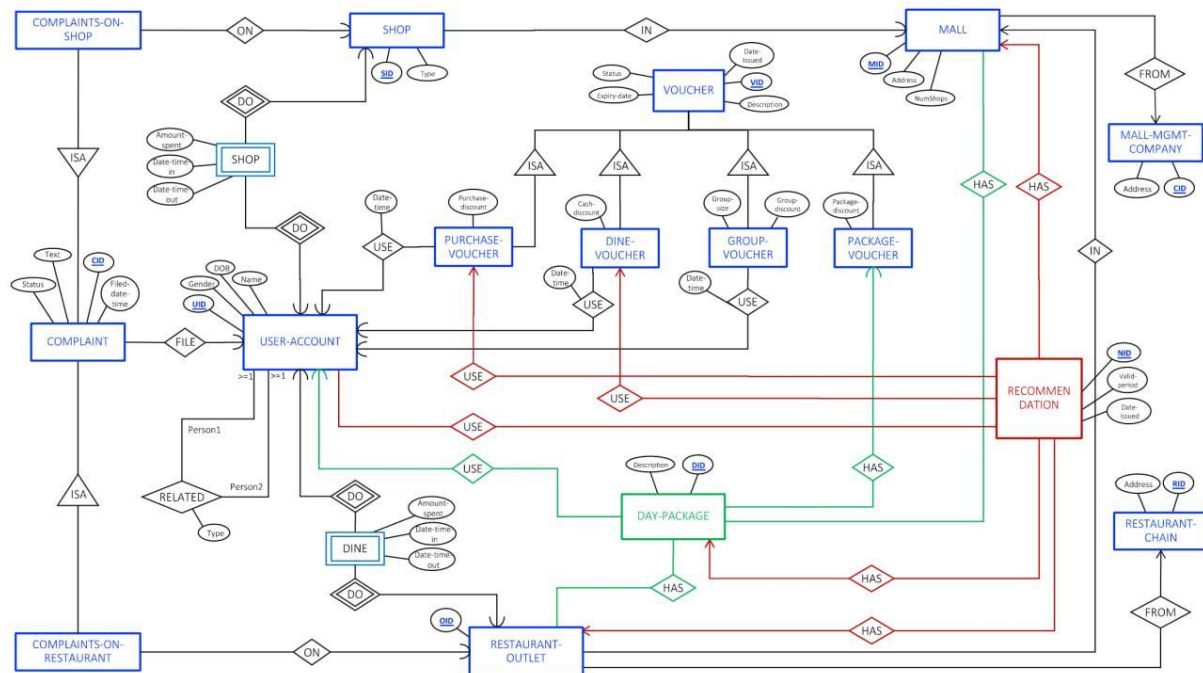 COMPLAINTS-ON-
SHOP
ON
SHOP
SID
Type
IN
MALL
MID
Address
NumShops
FROM
MALL-MGMT-
COMPANY
Address
CID
Status
Expiry-date
VOUCHER
Date-
Issued
VID
Description
DO
Amount-
spent
Date-time
in
Date-time
out
SHOP
DO
ISA
ISA
ISA
ISA
ISA
HAS
HAS
IN
Date-
time
USE
Purchase-
discount
PURCHASE-
VOUCHER
Cash-
discount
DINE-
VOUCHER
Date-
time
USE
Group-
size
Group-
discount
GROUP-
VOUCHER
Date-
time
USE
Package-
discount
PACKAGE-
VOUCHER
Text
CID
Status
Filed-
date-
time
COMPLAINT
FILE
DOB
Gender
Name
UID
USER-ACCOUNT
>=1
>=1
Person1
Person2
RELATED
Type
USE
USE
USE
USE
RECOMMEN
DATION
NID
Valid-
period
Date-
Issued
Description
DID
DAY-PACKAGE
HAS
HAS
HAS
HAS
ISA
DO
Amount-
spent
Date-time
in
Date-time
out
DINE
DO
Address
RID
RESTAURANT-
CHAIN
FROM
COMPLAINTS-ON-
RESTAURANT
ON
OID
RESTAURANT-
OUTLET